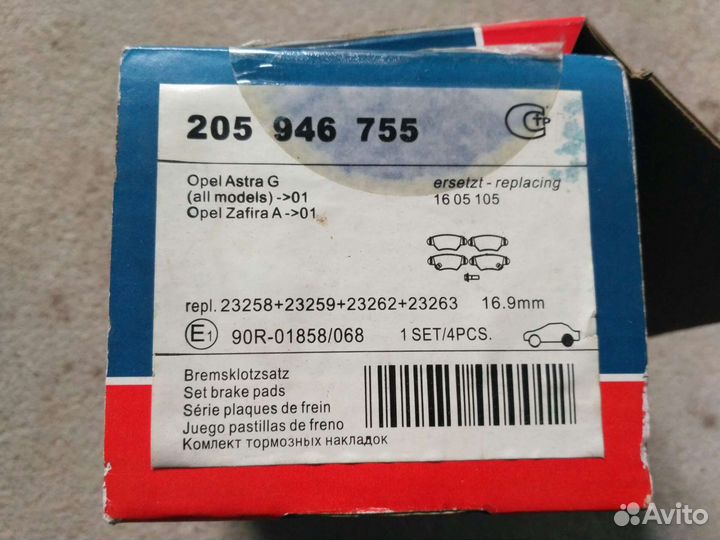 205 946 755
Opel Astra G
(all models)->01
Opel Zafira A->01
ersetzt - replacing
16 05 105
repl. 23258+23259+23262+23263 16.9mm
E1 90R-01858/068 1 SET/4PCS.
Bremsklotzsatz
Set brake pads
Série plaques de frein
Juego pastillas de freno
Комлект тормозных накладок
Avito